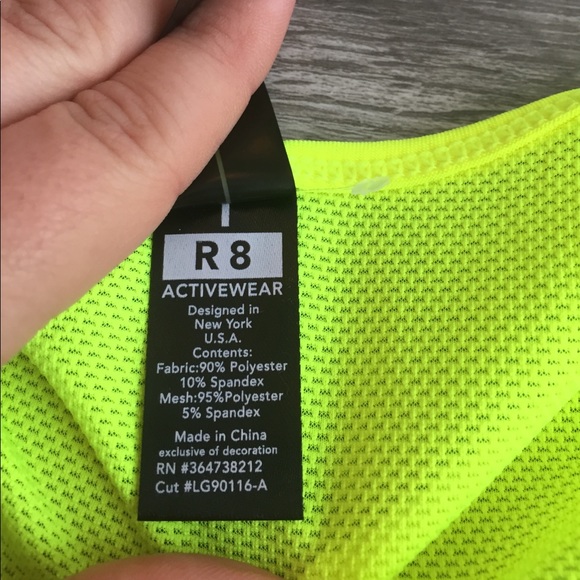 R 8
ACTIVEWEAR
Designed in
New York
U.S.A.
Contents:
Fabric:90% Polyester
10% Spandex
Mesh:95%Polyester
5% Spandex
Made in China
exclusive of decoration
RN #364738212
Cut #LG90116-A